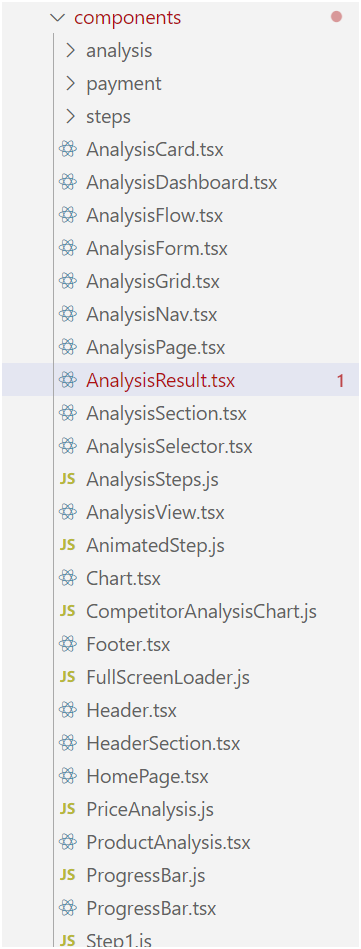 components
analysis
payment
steps
AnalysisCard.tsx
AnalysisDashboard.tsx
AnalysisFlow.tsx
AnalysisForm.tsx
AnalysisGrid.tsx
AnalysisNav.tsx
AnalysisPage.tsx
AnalysisResult.tsx 1
AnalysisSection.tsx
AnalysisSelector.tsx
JS AnalysisSteps.js
AnalysisView.tsx
JS AnimatedStep.js
Chart.tsx
JS CompetitorAnalysisChart.js
Footer.tsx
JS FullScreenLoader.js
Header.tsx
HeaderSection.tsx
HomePage.tsx
JS PriceAnalysis.js
ProductAnalysis.tsx
JS ProgressBar.js
ProgressBar.tsx
JS Step1.js